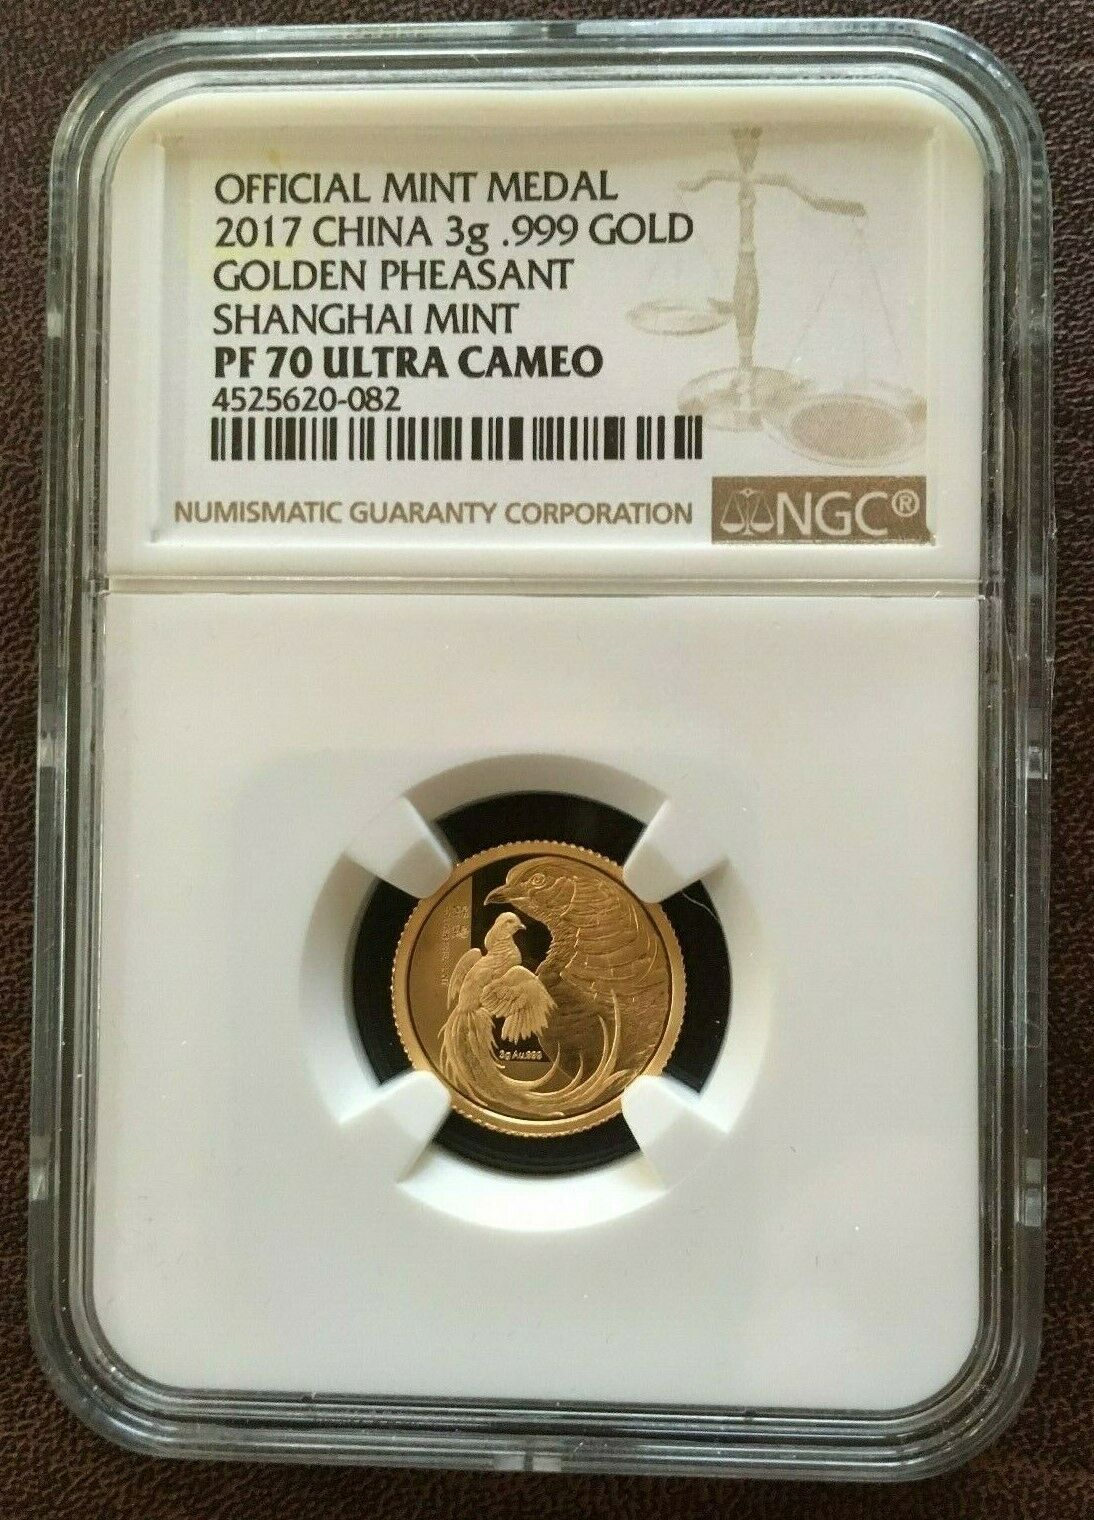 OFFICIAL MINT MEDAL
2017 CHINA 3g .999 GOLD
GOLDEN PHEASANT
SHANGHAI MINT
PF 70 ULTRA CAMEO
4525620-082
NUMISMATIC GUARANTY CORPORATION
NGC®
3g Au.999